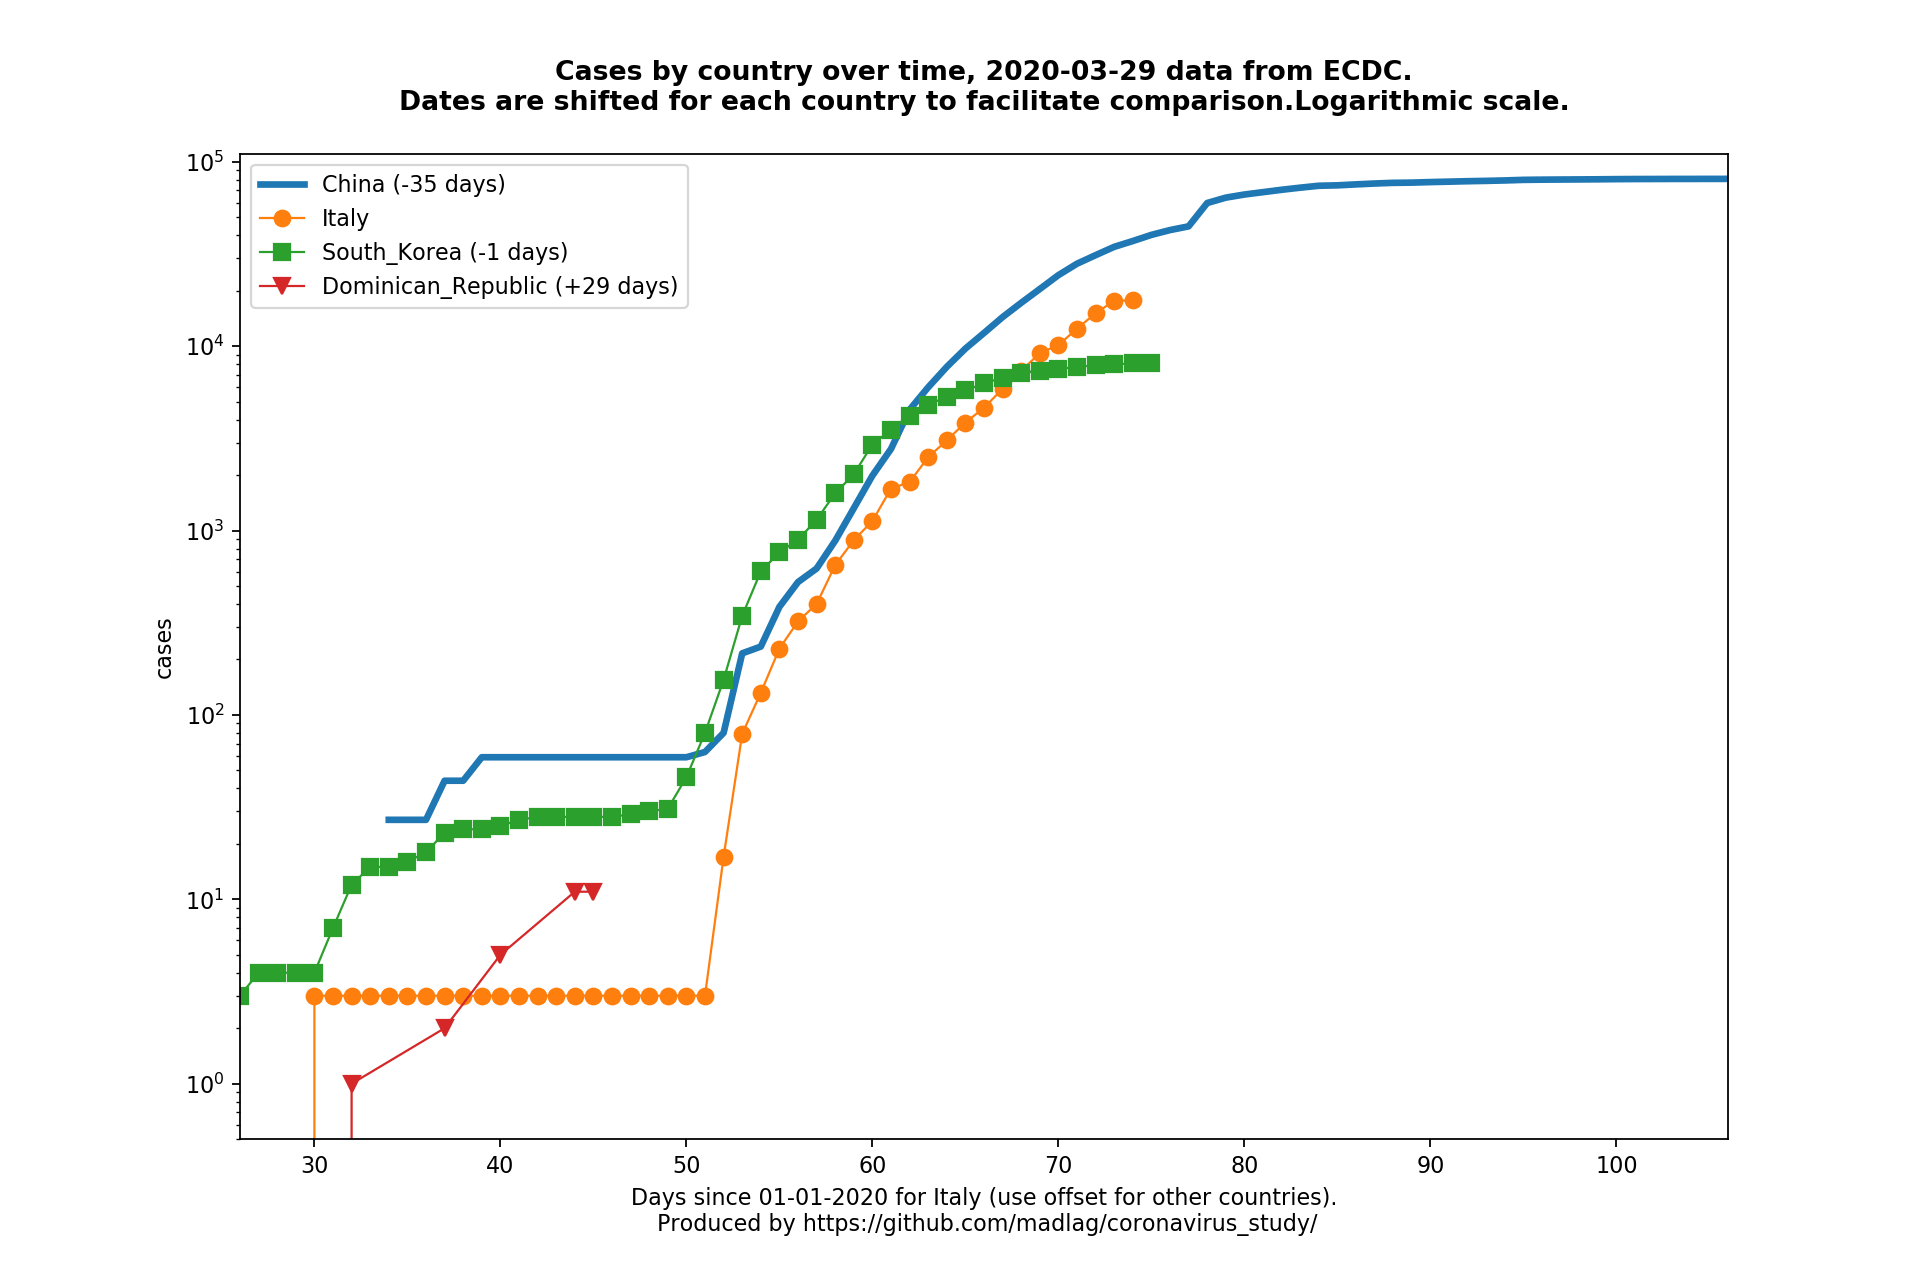 Cases by country over time, 2020-03-29 data from ECDC.
Dates are shifted for each country to facilitate comparison.Logarithmic scale.
10⁵
10⁴
10³
10²
10¹
10⁰
cases
China (-35 days)
Italy
South_Korea (-1 days)
Dominican_Republic (+29 days)
30 40 50 60 70 80 90 100
Days since 01-01-2020 for Italy (use offset for other countries).
Produced by https://github.com/madlag/coronavirus_study/